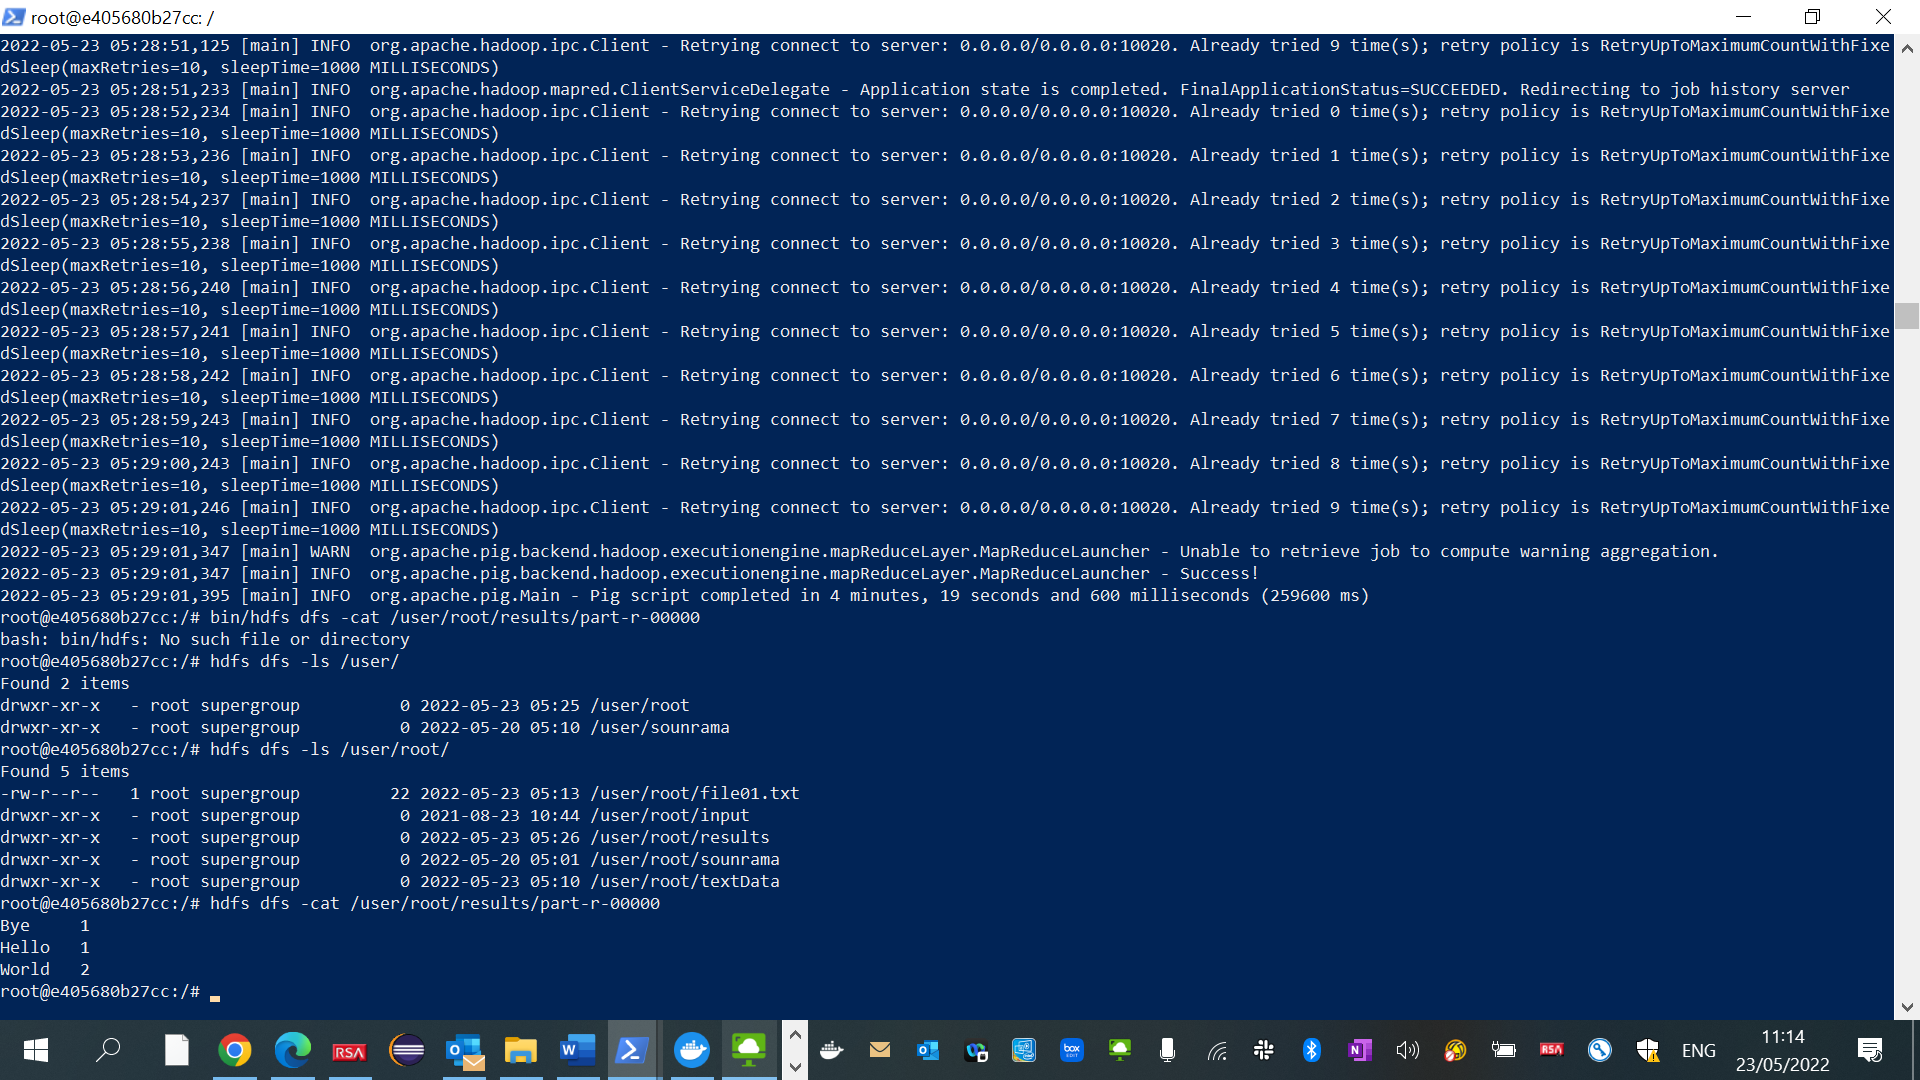 root@e405680b27cc: /
2022-05-23 05:28:51,125 [main] INFO  org.apache.hadoop.ipc.Client - Retrying connect to server: 0.0.0.0/0.0.0.0:10020. Already tried 9 time(s); retry policy is RetryUpToMaximumCountWithFixe
dSleep(maxRetries=10, sleepTime=1000 MILLISECONDS)
2022-05-23 05:28:51,233 [main] INFO  org.apache.hadoop.mapred.ClientServiceDelegate - Application state is completed. FinalApplicationStatus=SUCCEEDED. Redirecting to job history server
2022-05-23 05:28:52,234 [main] INFO  org.apache.hadoop.ipc.Client - Retrying connect to server: 0.0.0.0/0.0.0.0:10020. Already tried 0 time(s); retry policy is RetryUpToMaximumCountWithFixe
dSleep(maxRetries=10, sleepTime=1000 MILLISECONDS)
2022-05-23 05:28:53,236 [main] INFO  org.apache.hadoop.ipc.Client - Retrying connect to server: 0.0.0.0/0.0.0.0:10020. Already tried 1 time(s); retry policy is RetryUpToMaximumCountWithFixe
dSleep(maxRetries=10, sleepTime=1000 MILLISECONDS)
2022-05-23 05:28:54,237 [main] INFO  org.apache.hadoop.ipc.Client - Retrying connect to server: 0.0.0.0/0.0.0.0:10020. Already tried 2 time(s); retry policy is RetryUpToMaximumCountWithFixe
dSleep(maxRetries=10, sleepTime=1000 MILLISECONDS)
2022-05-23 05:28:55,238 [main] INFO  org.apache.hadoop.ipc.Client - Retrying connect to server: 0.0.0.0/0.0.0.0:10020. Already tried 3 time(s); retry policy is RetryUpToMaximumCountWithFixe
dSleep(maxRetries=10, sleepTime=1000 MILLISECONDS)
2022-05-23 05:28:56,240 [main] INFO  org.apache.hadoop.ipc.Client - Retrying connect to server: 0.0.0.0/0.0.0.0:10020. Already tried 4 time(s); retry policy is RetryUpToMaximumCountWithFixe
dSleep(maxRetries=10, sleepTime=1000 MILLISECONDS)
2022-05-23 05:28:57,241 [main] INFO  org.apache.hadoop.ipc.Client - Retrying connect to server: 0.0.0.0/0.0.0.0:10020. Already tried 5 time(s); retry policy is RetryUpToMaximumCountWithFixe
dSleep(maxRetries=10, sleepTime=1000 MILLISECONDS)
2022-05-23 05:28:58,242 [main] INFO  org.apache.hadoop.ipc.Client - Retrying connect to server: 0.0.0.0/0.0.0.0:10020. Already tried 6 time(s); retry policy is RetryUpToMaximumCountWithFixe
dSleep(maxRetries=10, sleepTime=1000 MILLISECONDS)
2022-05-23 05:28:59,243 [main] INFO  org.apache.hadoop.ipc.Client - Retrying connect to server: 0.0.0.0/0.0.0.0:10020. Already tried 7 time(s); retry policy is RetryUpToMaximumCountWithFixe
dSleep(maxRetries=10, sleepTime=1000 MILLISECONDS)
2022-05-23 05:29:00,243 [main] INFO  org.apache.hadoop.ipc.Client - Retrying connect to server: 0.0.0.0/0.0.0.0:10020. Already tried 8 time(s); retry policy is RetryUpToMaximumCountWithFixe
dSleep(maxRetries=10, sleepTime=1000 MILLISECONDS)
2022-05-23 05:29:01,246 [main] INFO  org.apache.hadoop.ipc.Client - Retrying connect to server: 0.0.0.0/0.0.0.0:10020. Already tried 9 time(s); retry policy is RetryUpToMaximumCountWithFixe
dSleep(maxRetries=10, sleepTime=1000 MILLISECONDS)
2022-05-23 05:29:01,347 [main] WARN  org.apache.pig.backend.hadoop.executionengine.mapReduceLayer.MapReduceLauncher - Unable to retrieve job to compute warning aggregation.
2022-05-23 05:29:01,347 [main] INFO  org.apache.pig.backend.hadoop.executionengine.mapReduceLayer.MapReduceLauncher - Success!
2022-05-23 05:29:01,395 [main] INFO  org.apache.pig.Main - Pig script completed in 4 minutes, 19 seconds and 600 milliseconds (259600 ms)
root@e405680b27cc:/# bin/hdfs dfs -cat /user/root/results/part-r-00000
bash: bin/hdfs: No such file or directory
root@e405680b27cc:/# hdfs dfs -ls /user/
Found 2 items
drwxr-xr-x   - root supergroup          0 2022-05-23 05:25 /user/root
drwxr-xr-x   - root supergroup          0 2022-05-20 05:10 /user/sounrama
root@e405680b27cc:/# hdfs dfs -ls /user/root/
Found 5 items
-rw-r--r--   1 root supergroup         22 2022-05-23 05:13 /user/root/file01.txt
drwxr-xr-x   - root supergroup          0 2021-08-23 10:44 /user/root/input
drwxr-xr-x   - root supergroup          0 2022-05-23 05:26 /user/root/results
drwxr-xr-x   - root supergroup          0 2022-05-20 05:01 /user/root/sounrama
drwxr-xr-x   - root supergroup          0 2022-05-23 05:10 /user/root/textData
root@e405680b27cc:/# hdfs dfs -cat /user/root/results/part-r-00000
Bye     1
Hello   1
World   2
root@e405680b27cc:/#
RSA
box
EDIT
RSA
ENG
11:14
23/05/2022